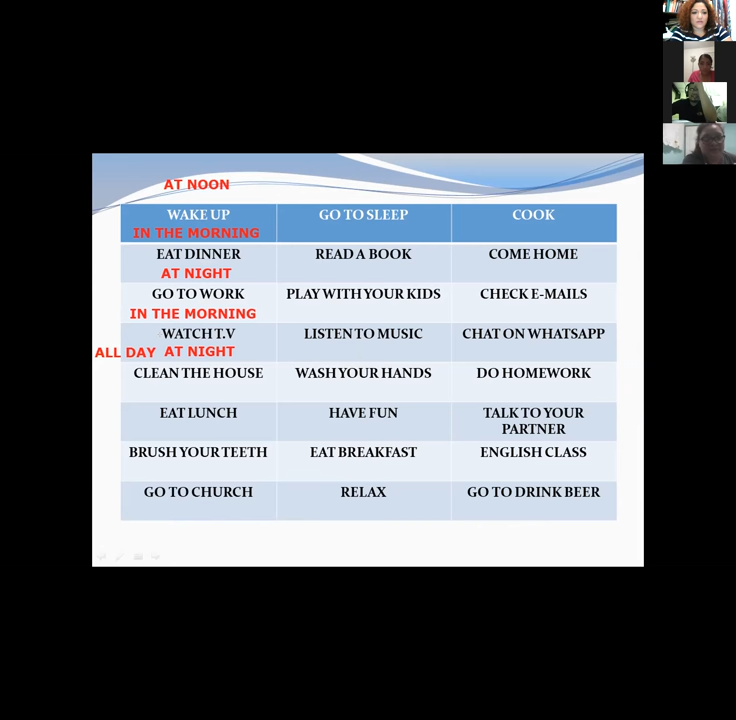 AT NOON
WAKE UP GO TO SLEEP COOK
IN THE MORNING
EAT DINNER READ A BOOK COME HOME
AT NIGHT
GO TO WORK PLAY WITH YOUR KIDS CHECK E-MAILS
IN THE MORNING
WATCH T.V LISTEN TO MUSIC CHAT ON WHATSAPP
ALL DAY AT NIGHT
CLEAN THE HOUSE WASH YOUR HANDS DO HOMEWORK
EAT LUNCH HAVE FUN TALK TO YOUR
PARTNER
BRUSH YOUR TEETH EAT BREAKFAST ENGLISH CLASS
GO TO CHURCH RELAX GO TO DRINK BEER